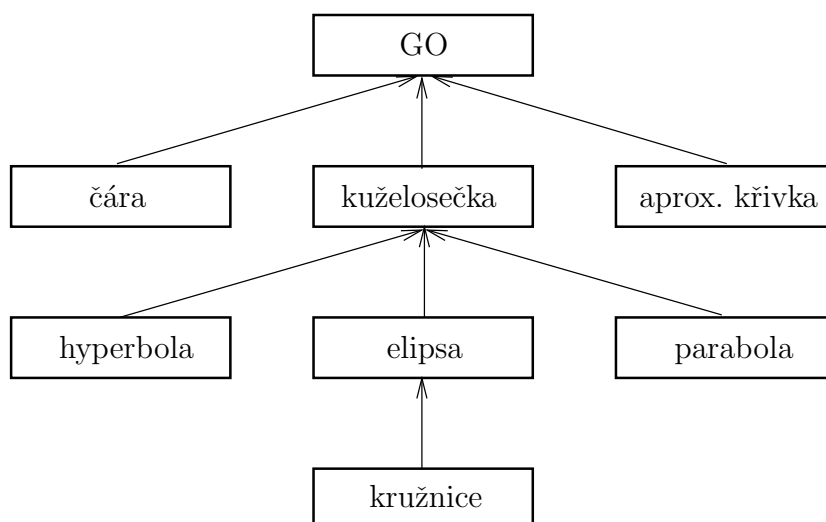 GO
čára
kuželosečka
aprox. křivka
hyperbola
elipsa
parabola
kružnice